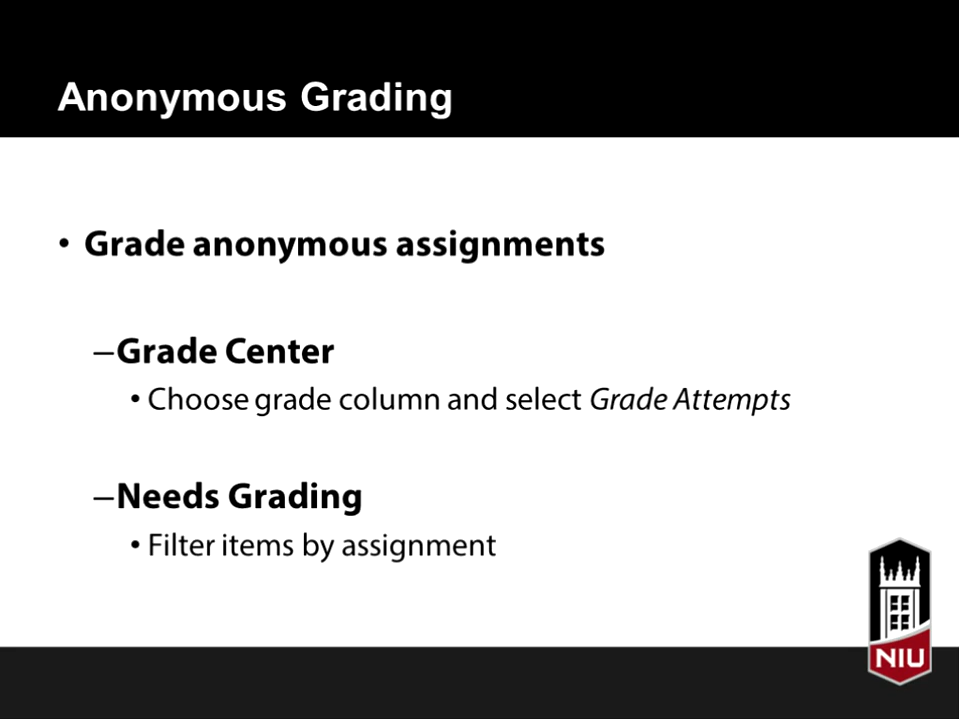 Anonymous Grading
• Grade anonymous assignments
–Grade Center
• Choose grade column and select Grade Attempts
–Needs Grading
• Filter items by assignment
NIU